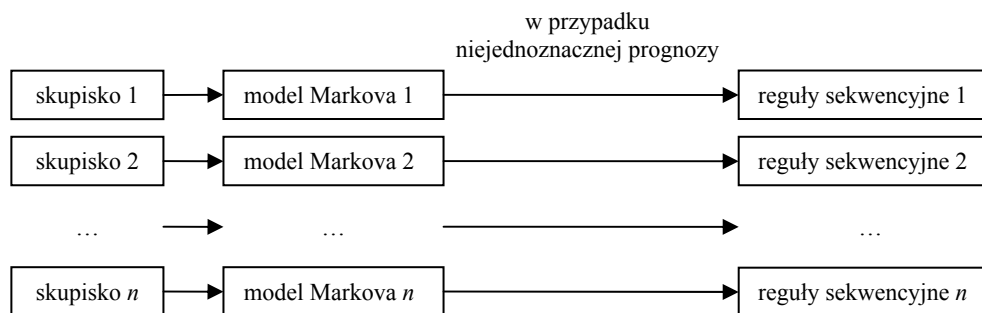 w przypadku
niejednoznacznej prognozy
skupisko 1 model Markova 1 reguły sekwencyjne 1
skupisko 2 model Markova 2 reguły sekwencyjne 2
… … …
skupisko n model Markova n reguły sekwencyjne n